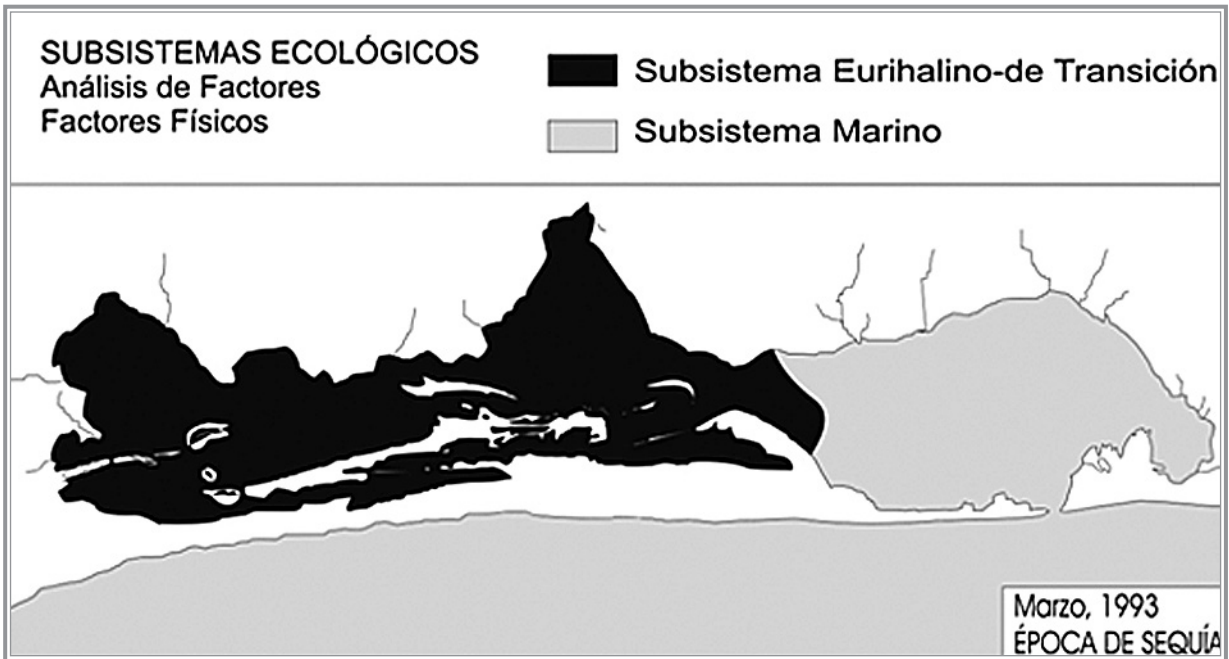 SUBSISTEMAS ECOLÓGICOS
Análisis de Factores
Factores Físicos
Subsistema Eurihalino-de Transición
Subsistema Marino
Marzo, 1993
ÉPOCA DE SEQUÍA